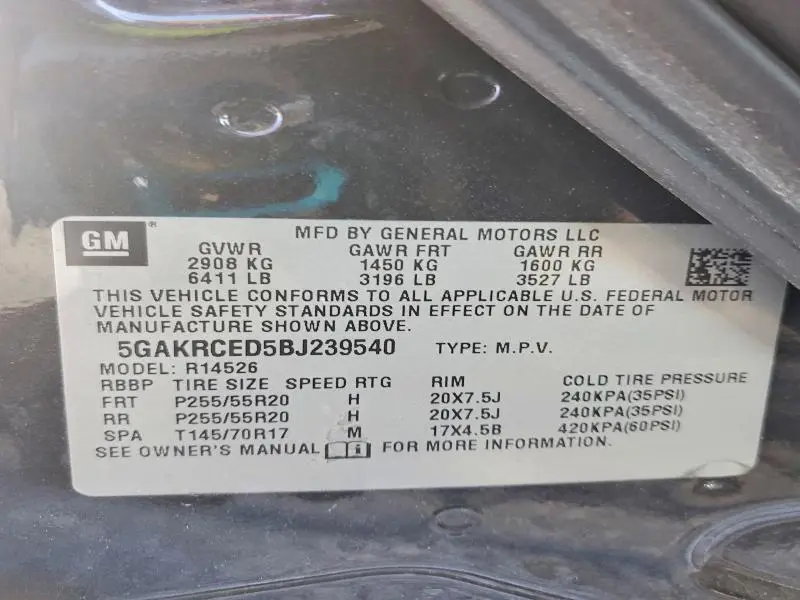 GM ® MFD BY GENERAL MOTORS LLC
GVWR GAWR FRT GAWR RR
2908 KG 1450 KG 1600 KG
6411 LB 3196 LB 3527 LB
THIS VEHICLE CONFORMS TO ALL APPLICABLE U.S. FEDERAL MOTOR
VEHICLE SAFETY STANDARDS IN EFFECT ON THE DATE OF
MANUFACTURE SHOWN ABOVE.
5GAKRCED5BJ239540 TYPE: M.P.V.
MODEL: R14526
RBBP TIRE SIZE SPEED RTG RIM COLD TIRE PRESSURE
FRT P255/55R20 H 20X7.5J 240KPA(35PSI)
RR P255/55R20 H 20X7.5J 240KPA(35PSI)
SPA T145/70R17 M 17X4.5B 420KPA(60PSI)
SEE OWNER'S MANUAL FOR MORE INFORMATION.